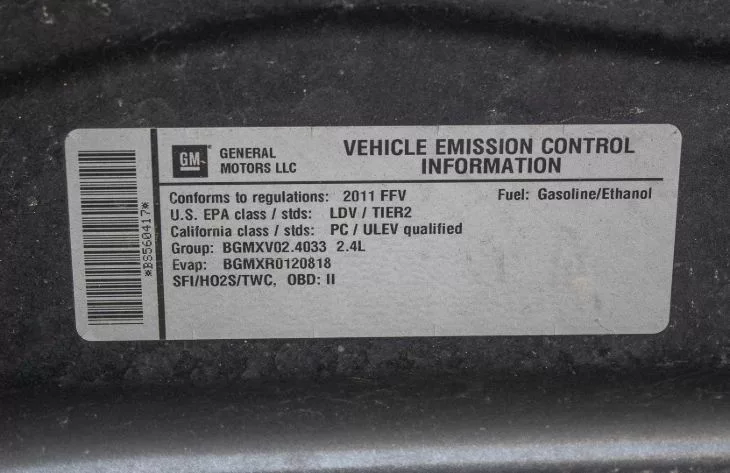 *BS560417*
GM
GENERAL
MOTORS LLC
VEHICLE EMISSION CONTROL
INFORMATION
Conforms to regulations: 2011 FFV Fuel: Gasoline/Ethanol
U.S. EPA class / stds: LDV / TIER2
California class / stds: PC / ULEV qualified
Group: BGMXV02.4033 2.4L
Evap: BGMXR0120818
SFI/HO2S/TWC, OBD: II